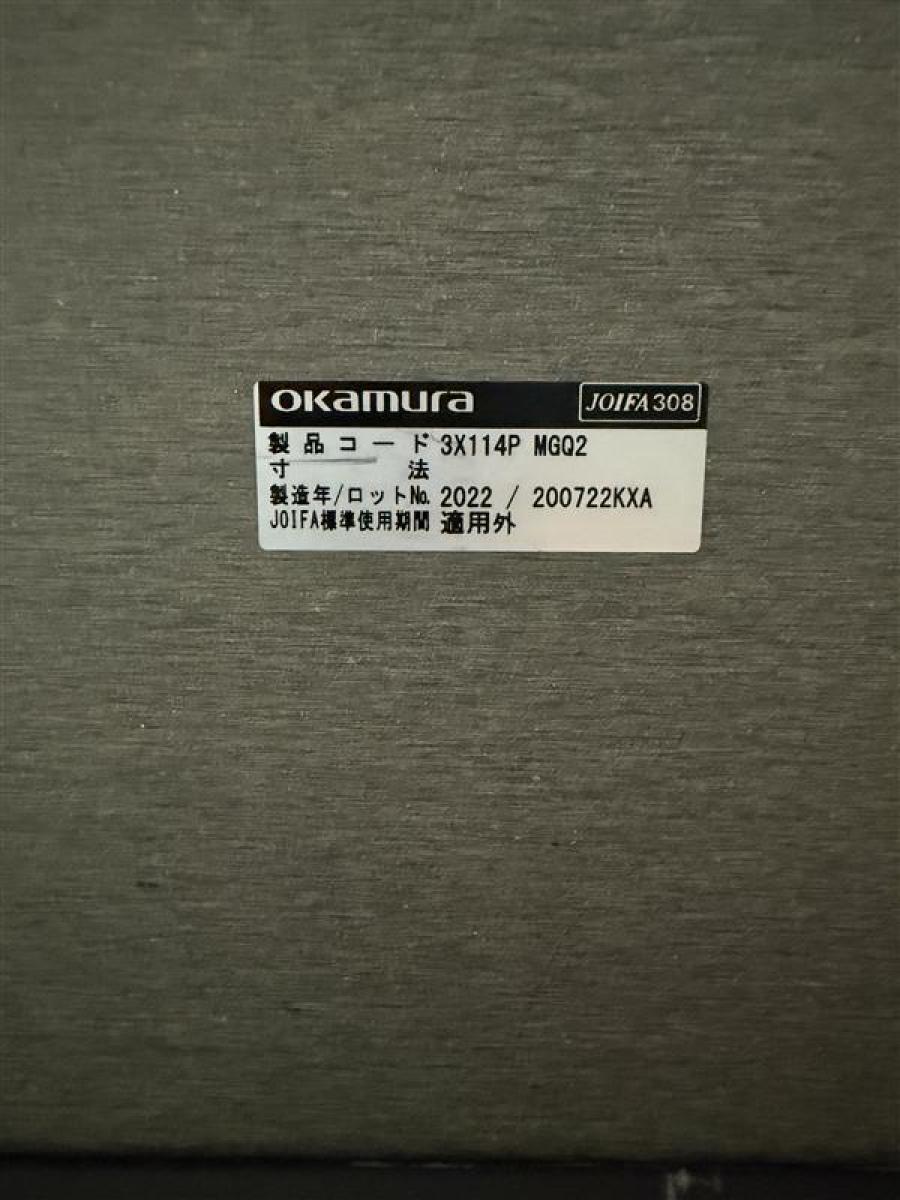 okamura JOIFA308
製品コード 3X114P MGQ2
寸法
製造年/ロットNo. 2022 / 200722KXA
JOIFA標準使用期間 適用外